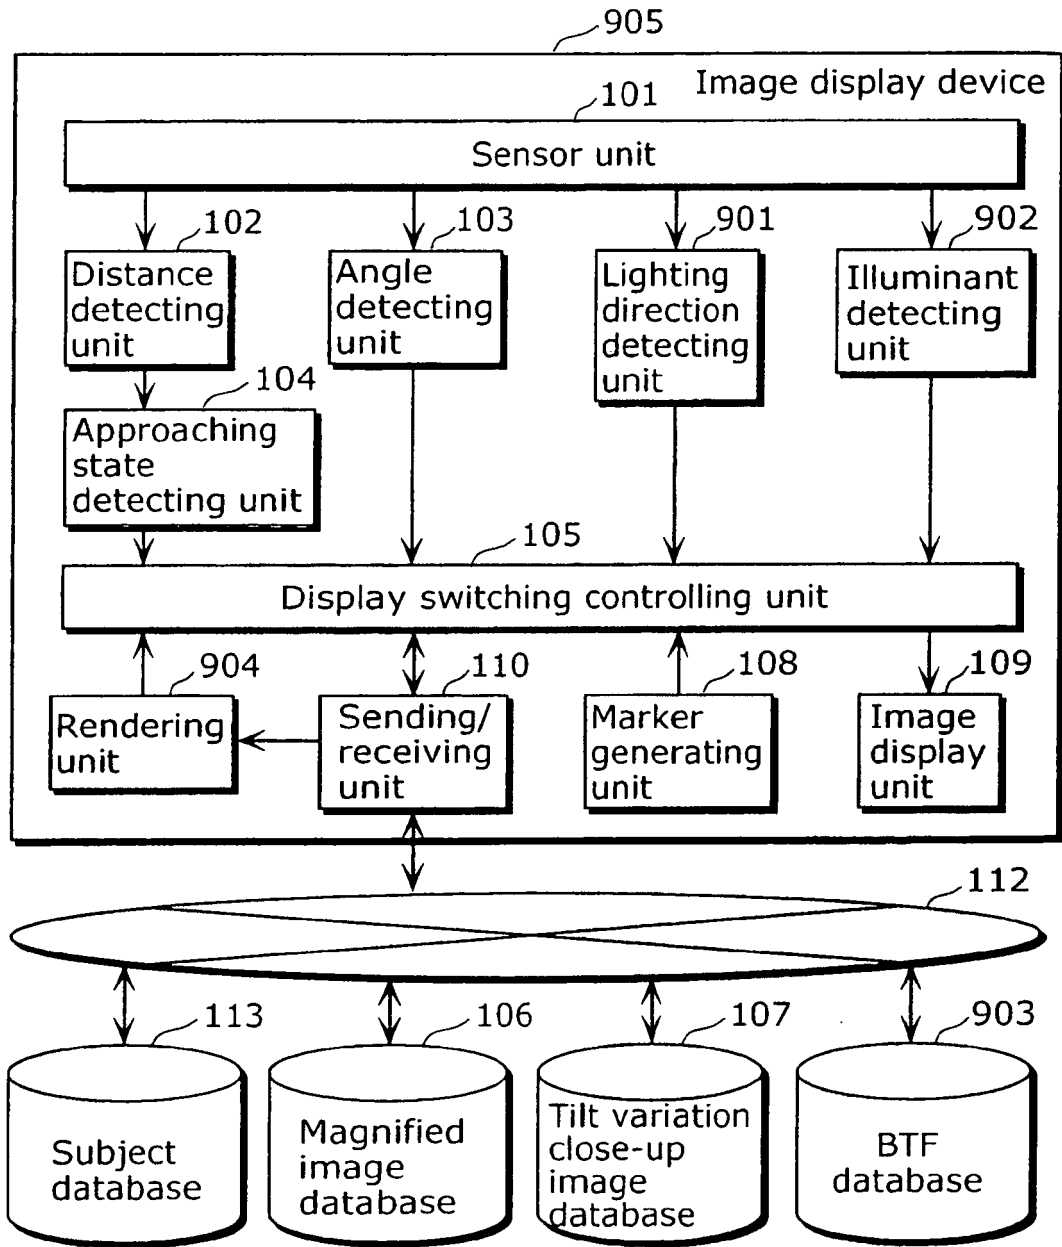 905
Image display device
101
Sensor unit
102
103
901
902
Distance
detecting
unit
Angle
detecting
unit
Lighting
direction
detecting
unit
Illuminant
detecting
unit
104
Approaching
state
detecting unit
105
Display switching controlling unit
904
110
108
109
Rendering
unit
Sending/
receiving
unit
Marker
generating
unit
Image
display
unit
112
113
106
107
903
Subject
database
Magnified
image
database
Tilt variation
close-up
image
database
BTF
database